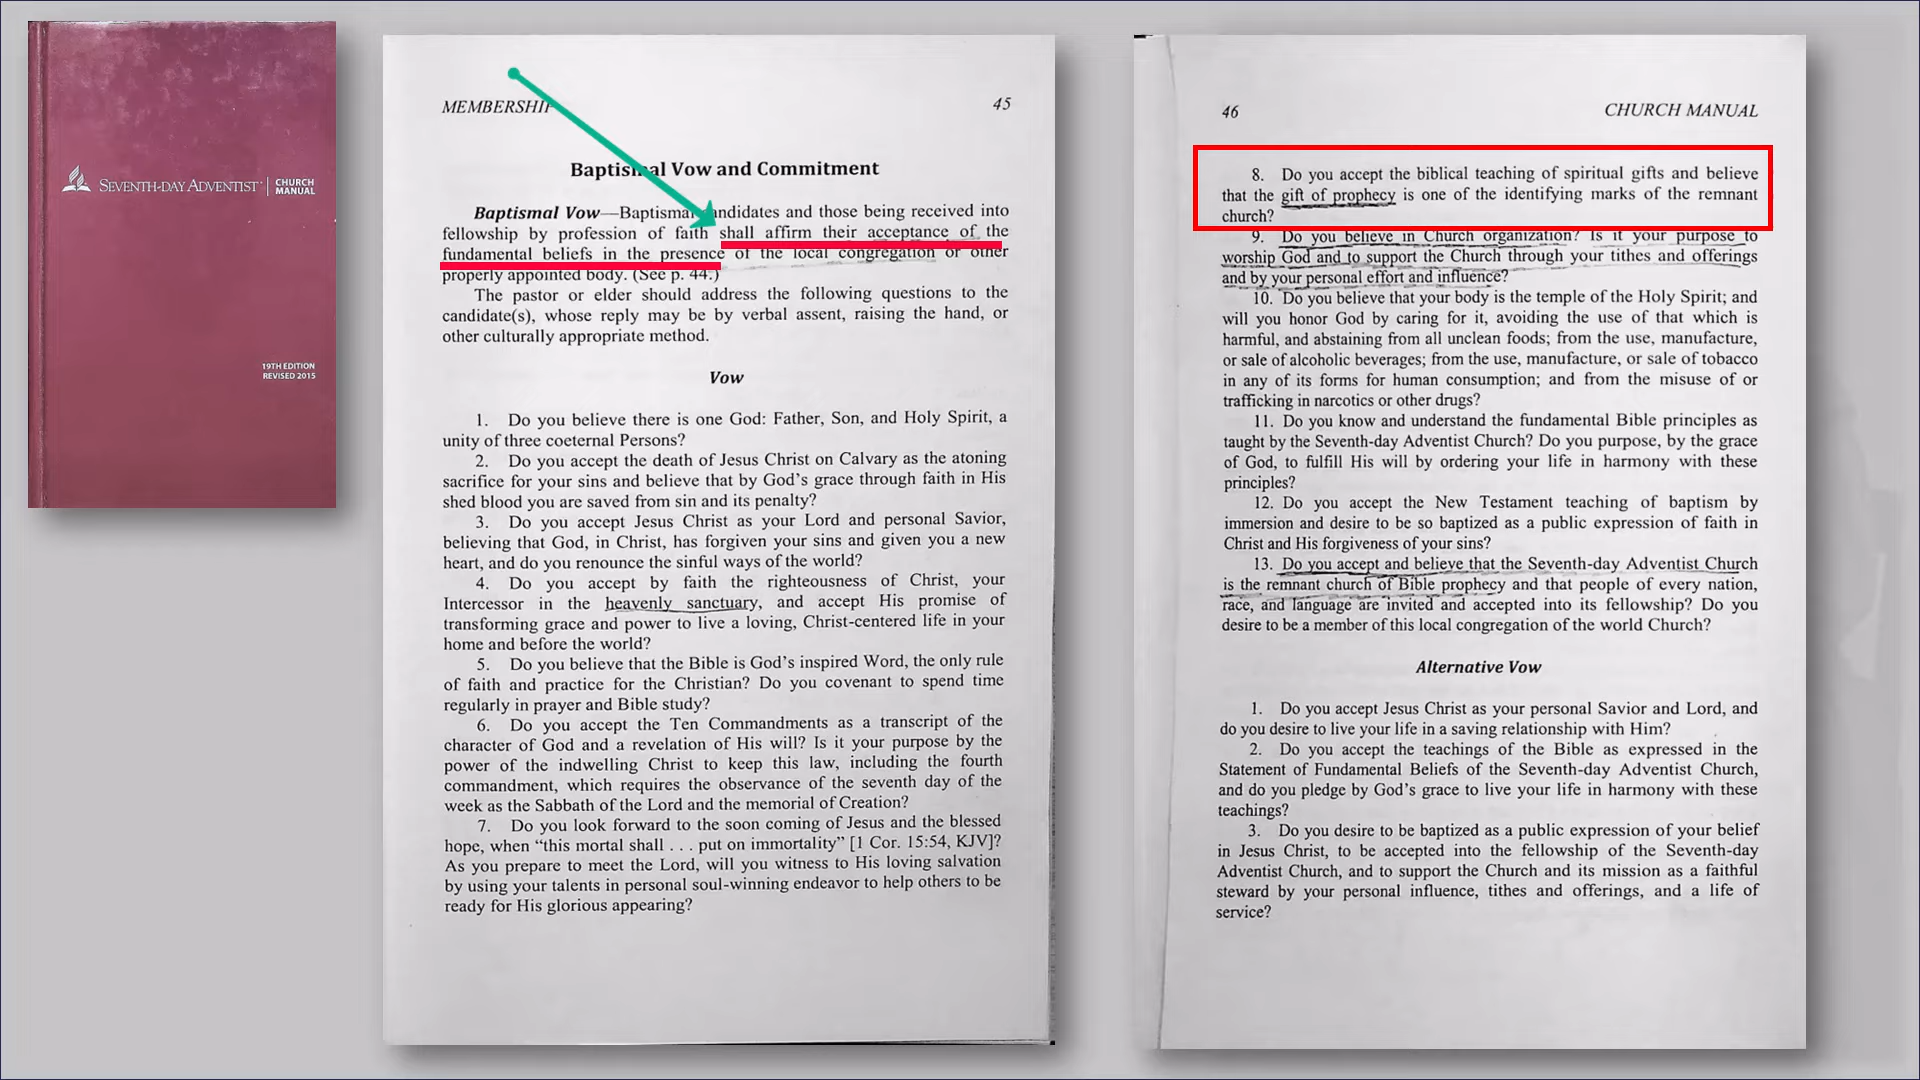 SEVENTH-DAY ADVENTIST | CHURCH
MANUAL
19TH EDITION
REVISED 2015
MEMBERSHIP 45
Baptismal Vow and Commitment
Baptismal Vow—Baptismal candidates and those being received into
fellowship by profession of faith shall affirm their acceptance of the
fundamental beliefs in the presence of the local congregation or other
properly appointed body. (See p. 44.)
The pastor or elder should address the following questions to the
candidate(s), whose reply may be by verbal assent, raising the hand, or
other culturally appropriate method.
Vow
1. Do you believe there is one God: Father, Son, and Holy Spirit, a
unity of three coeternal Persons?
2. Do you accept the death of Jesus Christ on Calvary as the atoning
sacrifice for your sins and believe that by God's grace through faith in His
shed blood you are saved from sin and its penalty?
3. Do you accept Jesus Christ as your Lord and personal Savior,
believing that God, in Christ, has forgiven your sins and given you a new
heart, and do you renounce the sinful ways of the world?
4. Do you accept by faith the righteousness of Christ, your
Intercessor in the heavenly sanctuary, and accept His promise of
transforming grace and power to live a loving, Christ-centered life in your
home and before the world?
5. Do you believe that the Bible is God's inspired Word, the only rule
of faith and practice for the Christian? Do you covenant to spend time
regularly in prayer and Bible study?
6. Do you accept the Ten Commandments as a transcript of the
character of God and a revelation of His will? Is it your purpose by the
power of the indwelling Christ to keep this law, including the fourth
commandment, which requires the observance of the seventh day of the
week as the Sabbath of the Lord and the memorial of Creation?
7. Do you look forward to the soon coming of Jesus and the blessed
hope, when “this mortal shall . . . put on immortality” [1 Cor. 15:54, KJV]?
As you prepare to meet the Lord, will you witness to His loving salvation
by using your talents in personal soul-winning endeavor to help others to be
ready for His glorious appearing?
46 CHURCH MANUAL
8. Do you accept the biblical teaching of spiritual gifts and believe
that the gift of prophecy is one of the identifying marks of the remnant
church?
9. Do you believe in Church organization? Is it your purpose to
worship God and to support the Church through your tithes and offerings
and by your personal effort and influence?
10. Do you believe that your body is the temple of the Holy Spirit; and
will you honor God by caring for it, avoiding the use of that which is
harmful, and abstaining from all unclean foods; from the use, manufacture,
or sale of alcoholic beverages; from the use, manufacture, or sale of tobacco
in any of its forms for human consumption; and from the misuse of or
trafficking in narcotics or other drugs?
11. Do you know and understand the fundamental Bible principles as
taught by the Seventh-day Adventist Church? Do you purpose, by the grace
of God, to fulfill His will by ordering your life in harmony with these
principles?
12. Do you accept the New Testament teaching of baptism by
immersion and desire to be so baptized as a public expression of faith in
Christ and His forgiveness of your sins?
13. Do you accept and believe that the Seventh-day Adventist Church
is the remnant church of Bible prophecy and that people of every nation,
race, and language are invited and accepted into its fellowship? Do you
desire to be a member of this local congregation of the world Church?
Alternative Vow
1. Do you accept Jesus Christ as your personal Savior and Lord, and
do you desire to live your life in a saving relationship with Him?
2. Do you accept the teachings of the Bible as expressed in the
Statement of Fundamental Beliefs of the Seventh-day Adventist Church,
and do you pledge by God's grace to live your life in harmony with these
teachings?
3. Do you desire to be baptized as a public expression of your belief
in Jesus Christ, to be accepted into the fellowship of the Seventh-day
Adventist Church, and to support the Church and its mission as a faithful
steward by your personal influence, tithes and offerings, and a life of
service?